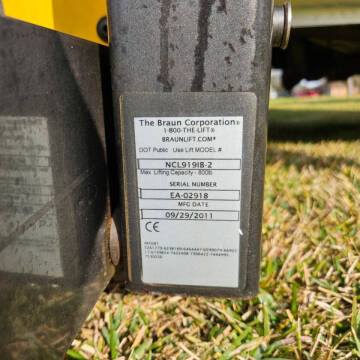 The Braun Corporation®
1-800-THE-LIFT®
BRAUNLIFT.COM®
DOT Public Use Lift MODEL #
NCL919IB-2
Max. Lifting Capacity - 800lb
SERIAL NUMBER
EA-02918
MFG DATE
09/29/2011
CE